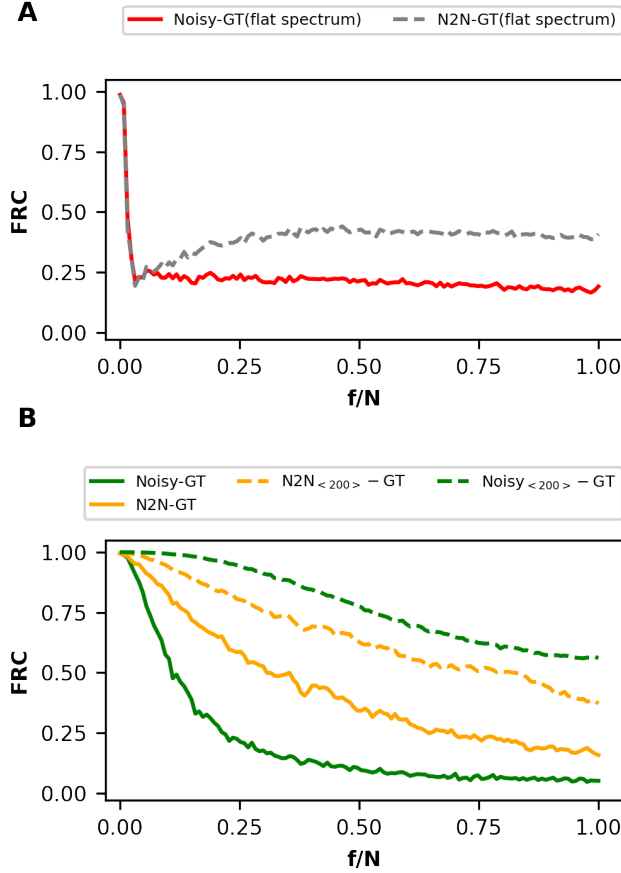 A
Noisy-GT(flat spectrum) N2N-GT(flat spectrum)
1.00
0.75
0.50
0.25
0.00
FRC
0.00 0.25 0.50 0.75 1.00
f/N
B
Noisy-GT N2N<200> − GT Noisy<200> − GT
N2N-GT
1.00
0.75
0.50
0.25
0.00
FRC
0.00 0.25 0.50 0.75 1.00
f/N